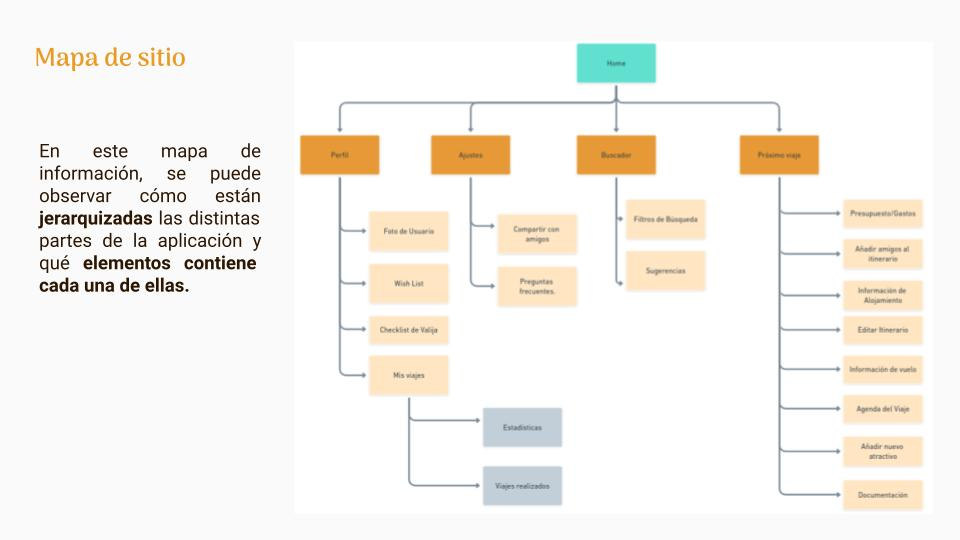 Mapa de sitio
En este mapa de
información, se puede
observar cómo están
jerarquizadas las distintas
partes de la aplicación y
qué elementos contiene
cada una de ellas.
Home
Perfil
Ajustes
Buscador
Próximo viaje
Foto de Usuario
Wish List
Checklist de Valija
Mis viajes
Estadísticas
Viajes realizados
Compartir con
amigos
Preguntas
frecuentes.
Filtros de Búsqueda
Sugerencias
Presupuesto/Gastos
Añadir amigos al
itinerario
Información de
Alojamiento
Editar Itinerario
Información de vuelo
Agenda del Viaje
Añadir nuevo
atractivo
Documentación